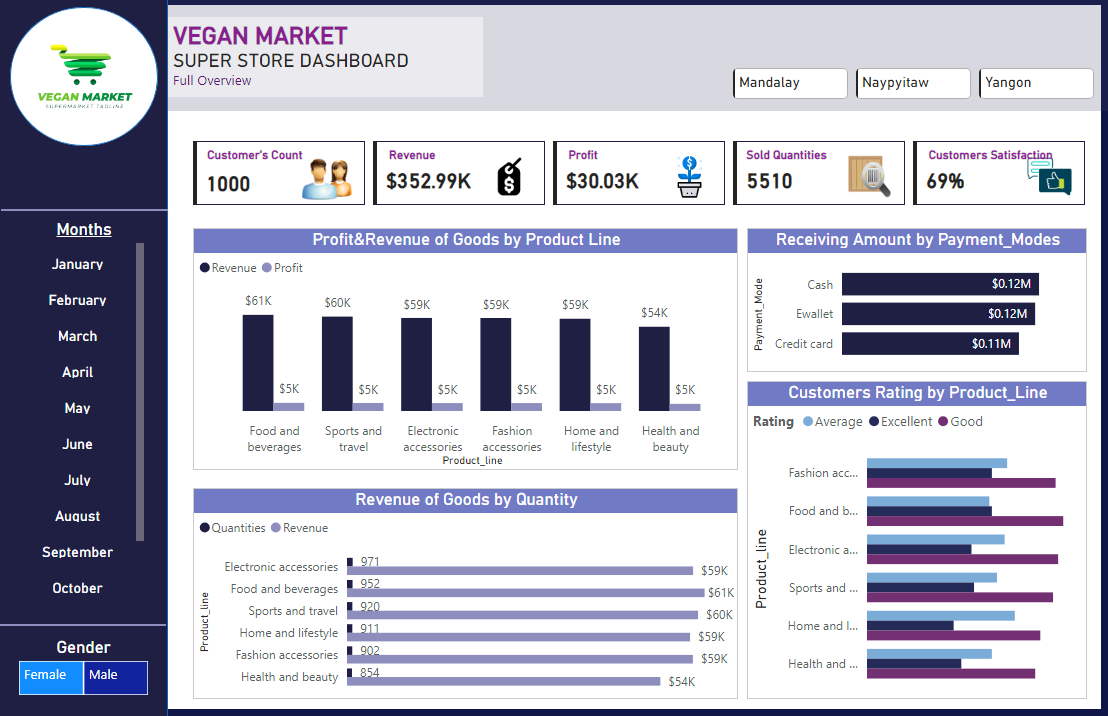 VEGAN MARKET
SUPERMARKET TAGLINE
VEGAN MARKET
SUPER STORE DASHBOARD
Full Overview
Mandalay
Naypyitaw
Yangon
Customer's Count
1000
Revenue
$352.99K
Profit
$30.03K
Sold Quantities
5510
Customers Satisfaction
69%
Months
January
February
March
April
May
June
July
August
September
October
Gender
Female
Male
Profit&Revenue of Goods by Product Line
Revenue Profit
$61K
$60K
$59K
$59K
$59K
$54K
$5K
$5K
$5K
$5K
$5K
$5K
Food and
beverages
Sports and
travel
Electronic
accessories
Fashion
accessories
Home and
lifestyle
Health and
beauty
Product_line
Receiving Amount by Payment_Modes
Payment_Mode
Cash $0.12M
Ewallet $0.12M
Credit card $0.11M
Revenue of Goods by Quantity
Quantities Revenue
Product_line
Electronic accessories 971 $59K
Food and beverages 952 $61K
Sports and travel 920 $60K
Home and lifestyle 911 $59K
Fashion accessories 902 $59K
Health and beauty 854 $54K
Customers Rating by Product_Line
Rating Average Excellent Good
Product_line
Fashion acc...
Food and b...
Electronic a...
Sports and ...
Home and l...
Health and ...